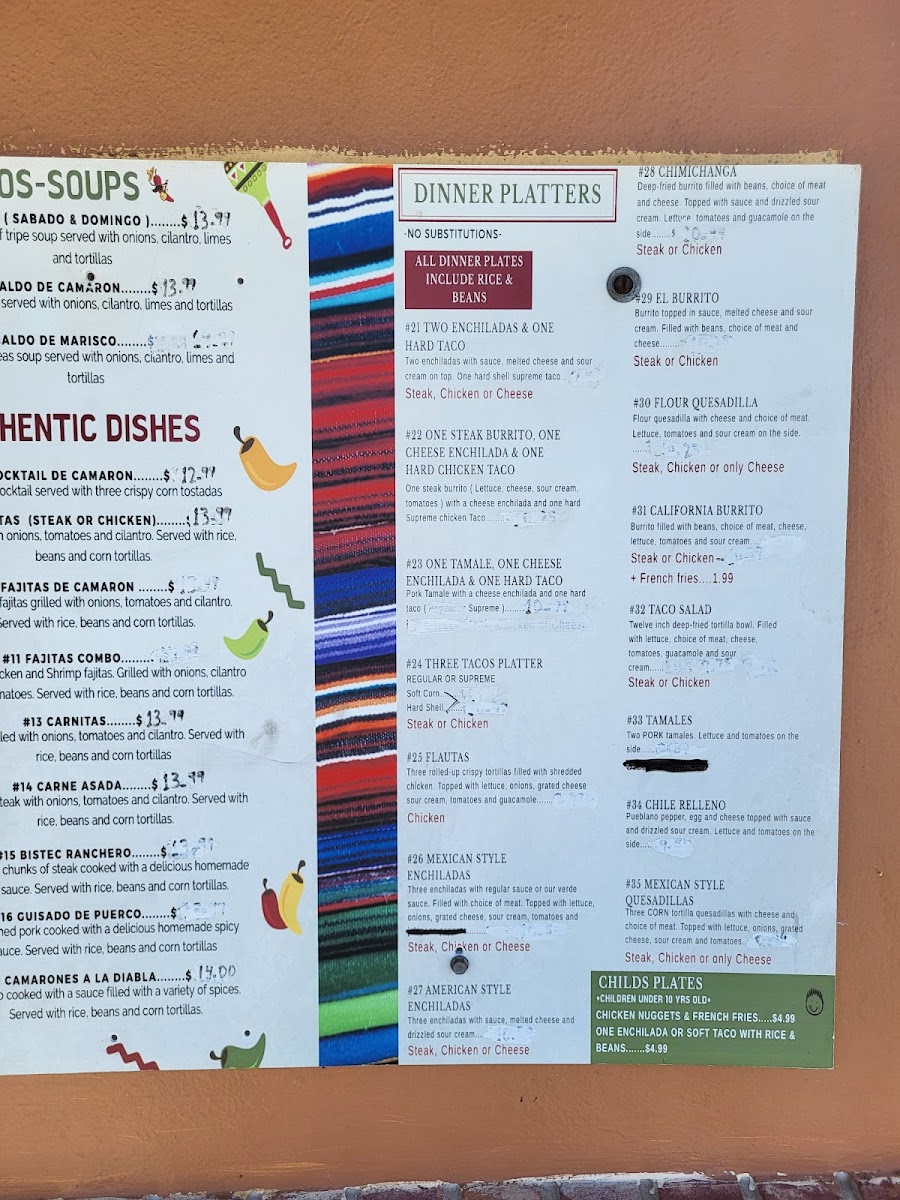 OS-SOUPS
( SABADO & DOMINGO ).......$ 13.99
tripe soup served with onions, cilantro, limes
and tortillas
ALDO DE CAMARON........$ 13.99
served with onions, cilantro, limes and tortillas
ALDO DE MARISCO.......$
eas soup served with onions, cilantro, limes and
tortillas
HENTIC DISHES
OCKTAIL DE CAMARON........$ 12.99
ocktail served with three crispy corn tostadas
TAS (STEAK OR CHICKEN)........ 13.99
onions, tomatoes and cilantro. Served with rice,
beans and corn tortillas.
FAJITAS DE CAMARON ........$
fajitas grilled with onions, tomatoes and cilantro.
Served with rice, beans and corn tortillas.
#11 FAJITAS COMBO........
cken and Shrimp fajitas. Grilled with onions, cilantro
matoes. Served with rice, beans and corn tortillas.
#13 CARNITAS........$ 13.99
led with onions, tomatoes and cilantro. Served with
rice, beans and corn tortillas
#14 CARNE ASADA........$ 13.99
teak with onions, tomatoes and cilantro. Served with
rice, beans and corn tortillas.
#15 BISTEC RANCHERO........$
chunks of steak cooked with a delicious homemade
sauce. Served with rice, beans and corn tortillas.
16 GUISADO DE PUERCO........$
ned pork cooked with a delicious homemade spicy
auce. Served with rice, beans and corn tortillas
CAMARONES A LA DIABLA........$ 14.00
o cooked with a sauce filled with a variety of spices.
Served with rice, beans and corn tortillas.
DINNER PLATTERS
-NO SUBSTITUTIONS-
ALL DINNER PLATES
INCLUDE RICE &
BEANS
#21 TWO ENCHILADAS & ONE
HARD TACO
Two enchiladas with sauce, melted cheese and sour
cream on top. One hard shell supreme taco..
Steak, Chicken or Cheese
#22 ONE STEAK BURRITO, ONE
CHEESE ENCHILADA & ONE
HARD CHICKEN TACO
One steak burrito ( Lettuce, cheese, sour cream,
tomatoes ) with a cheese enchilada and one hard
Supreme chicken Taco.......
#23 ONE TAMALE, ONE CHEESE
ENCHILADA & ONE HARD TACO
Pork Tamale with a cheese enchilada and one hard
taco ( Regular or Supreme )........
#24 THREE TACOS PLATTER
REGULAR OR SUPREME
Soft Corn..
Hard Shell..
Steak or Chicken
#25 FLAUTAS
Three rolled-up crispy tortillas filled with shredded
chicken. Topped with lettuce, onions, grated cheese
sour cream, tomatoes and guacamole.......
Chicken
#26 MEXICAN STYLE
ENCHILADAS
Three enchiladas with regular sauce or our verde
sauce. Filled with choice of meat. Topped with lettuce,
onions, grated cheese, sour cream, tomatoes and
Steak, Chicken or Cheese
#27 AMERICAN STYLE
ENCHILADAS
Three enchiladas with sauce, melted cheese and
drizzled sour cream...
Steak, Chicken or Cheese
#28 CHIMICHANGA
Deep-fried burrito filled with beans, choice of meat
and cheese. Topped with sauce and drizzled sour
cream. Lettuce, tomatoes and guacamole on the
side........$
Steak or Chicken
#29 EL BURRITO
Burrito topped in sauce, melted cheese and sour
cream. Filled with beans, choice of meat and
cheese.......
Steak or Chicken
#30 FLOUR QUESADILLA
Flour quesadilla with cheese and choice of meat.
Lettuce, tomatoes and sour cream on the side.
Steak, Chicken or only Cheese
#31 CALIFORNIA BURRITO
Burrito filled with beans, choice of meat, cheese,
lettuce, tomatoes and sour cream....
Steak or Chicken
+ French fries....1.99
#32 TACO SALAD
Twelve inch deep-fried tortilla bowl. Filled
with lettuce, choice of meat, cheese,
tomatoes, guacamole and sour
cream.....
Steak or Chicken
#33 TAMALES
Two PORK tamales. Lettuce and tomatoes on the
side.....
#34 CHILE RELLENO
Pueblano pepper, egg and cheese topped with sauce
and drizzled sour cream. Lettuce and tomatoes on the
side.....
#35 MEXICAN STYLE
QUESADILLAS
Three CORN tortilla quesadillas with cheese and
choice of meat. Topped with lettuce, onions, grated
cheese, sour cream and tomatoes..
Steak, Chicken or only Cheese
CHILDS PLATES
*CHILDREN UNDER 10 YRS OLD*
CHICKEN NUGGETS & FRENCH FRIES.....$4.99
ONE ENCHILADA OR SOFT TACO WITH RICE &
BEANS.......$4.99